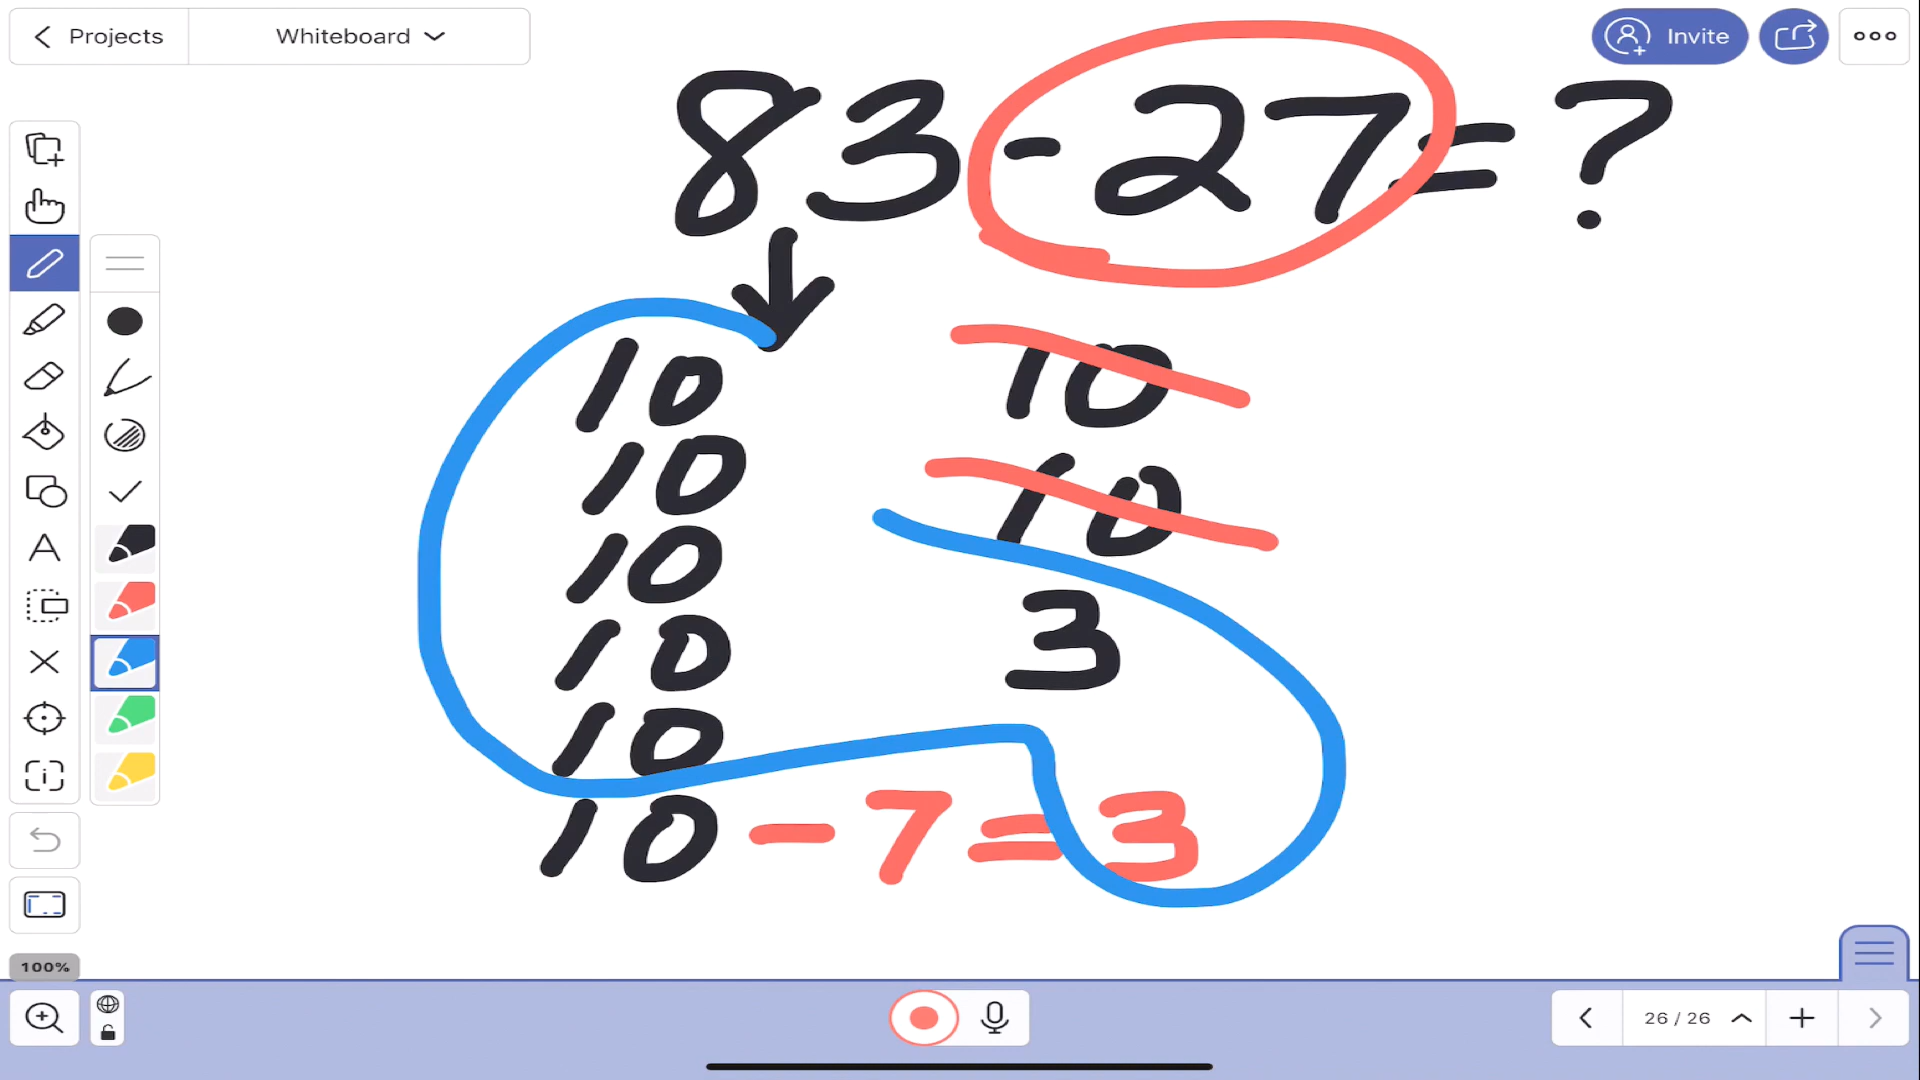 Projects Whiteboard Invite
83 - 27 = ?
10 10
10 10
10 3
10
10
10 - 7 = 3
A
i
100%
26 / 26